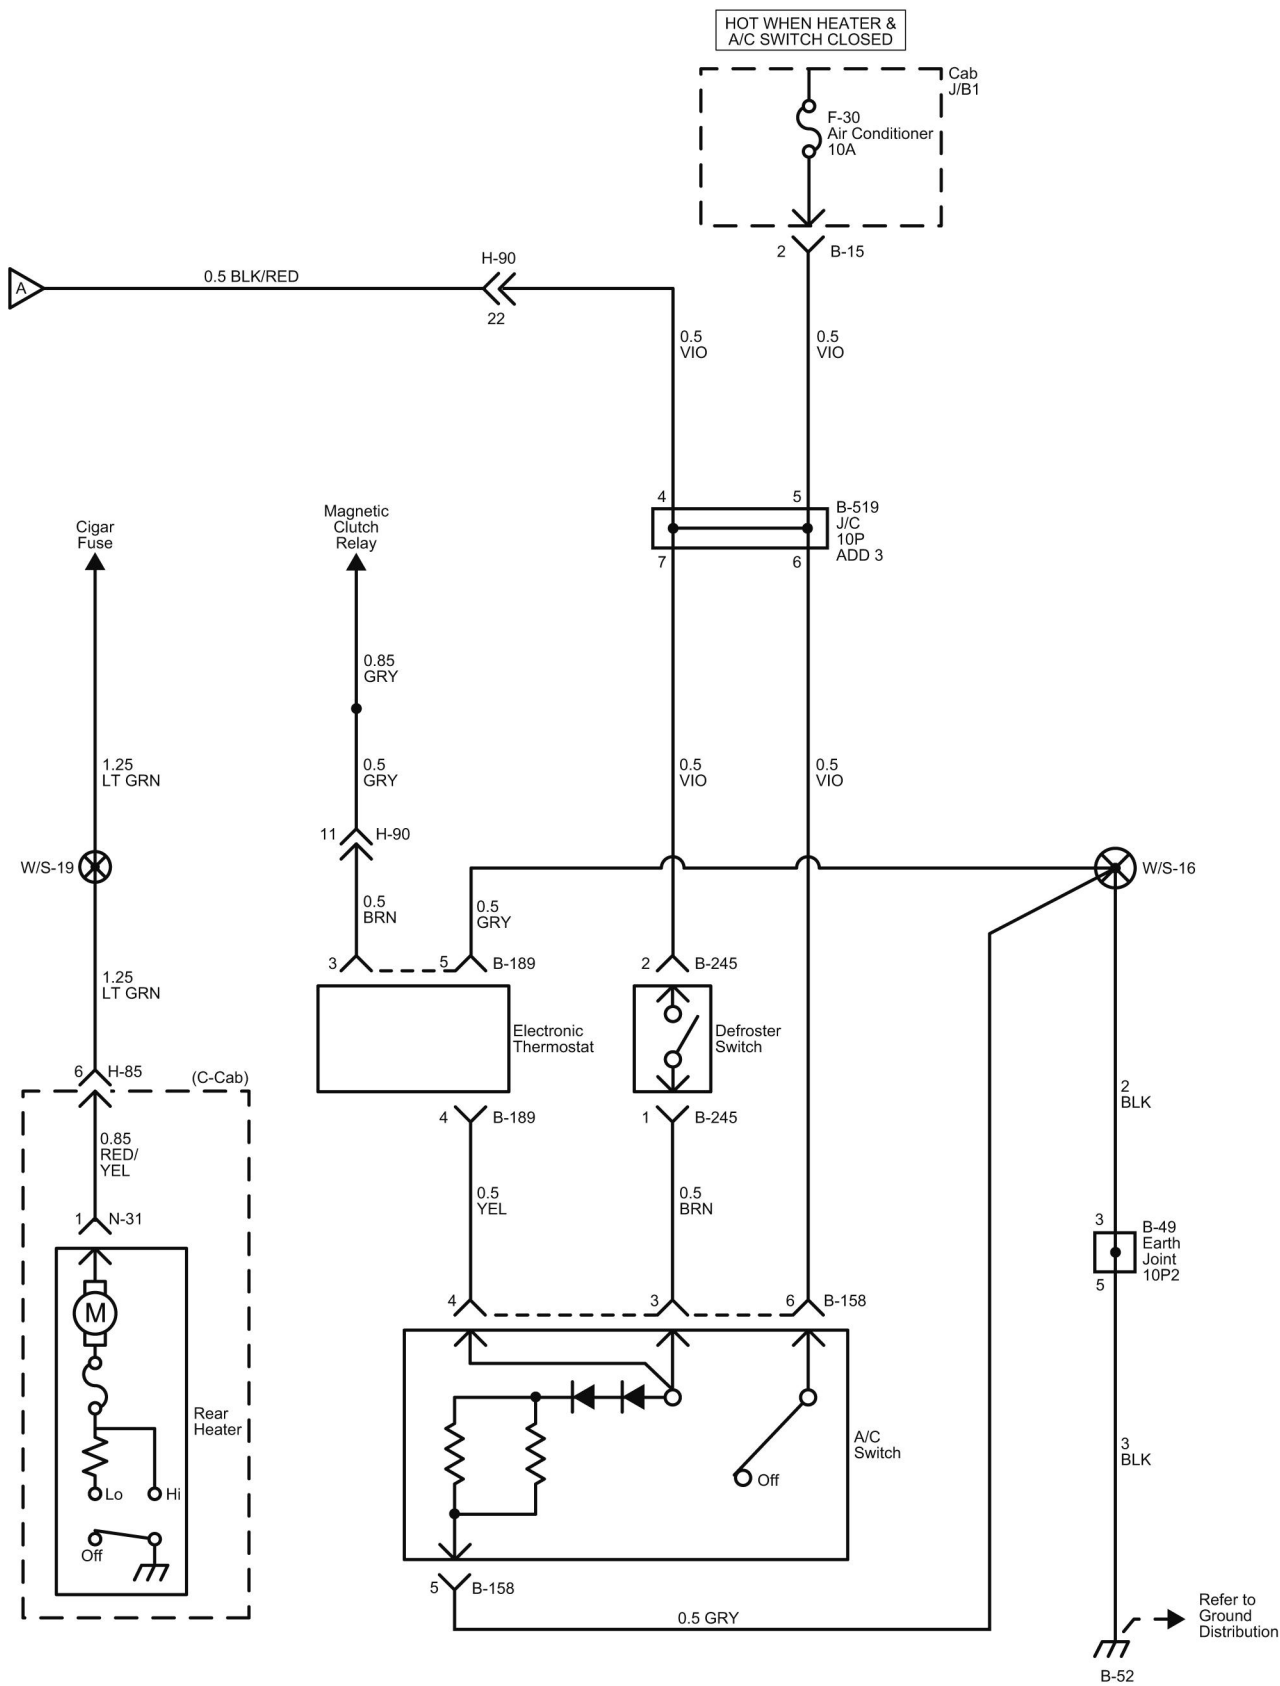 HOT WHEN HEATER &
A/C SWITCH CLOSED
Cab
J/B1
F-30
Air Conditioner
10A
2
B-15
A
0.5 BLK/RED
H-90
22
0.5
VIO
0.5
VIO
4
5
B-519
J/C
10P
ADD 3
7
6
Cigar
Fuse
Magnetic
Clutch
Relay
0.85
GRY
1.25
LT GRN
0.5
GRY
0.5
VIO
0.5
VIO
11
H-90
W/S-19
W/S-16
0.5
BRN
0.5
GRY
3
5
B-189
2
B-245
1.25
LT GRN
Electronic
Thermostat
Defroster
Switch
6
H-85
(C-Cab)
4
B-189
1
B-245
2
BLK
0.85
RED/
YEL
0.5
YEL
0.5
BRN
1
N-31
3
B-49
Earth
Joint
10P2
5
4
3
6
B-158
M
Rear
Heater
Lo
Hi
Off
A/C
Switch
Off
3
BLK
5
B-158
0.5 GRY
Refer to
Ground
Distribution
B-52